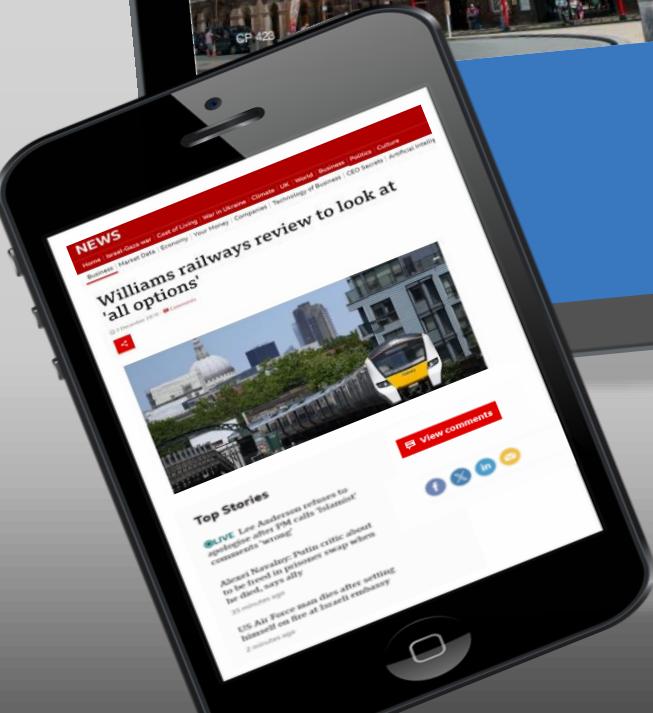 CP 423
NEWS
Home Israel-Gaza war Cost of Living War in Ukraine Climate UK World Business Politics Culture
Business Market Data Economy Your Money Companies Technology of Business CEO Secrets Artificial
Williams railways review to look at
'all options'
7 December 2018 Comments
View comments
Top Stories
LIVE Lee Anderson refuses to
apologise after PM calls 'Islamist'
comments 'wrong'
Alexei Navalny: Putin critic about
to be freed in prisoner swap when
he died, says ally
35 minutes ago
US Air Force man dies after setting
himself on fire at Israeli embassy
2 minutes ago